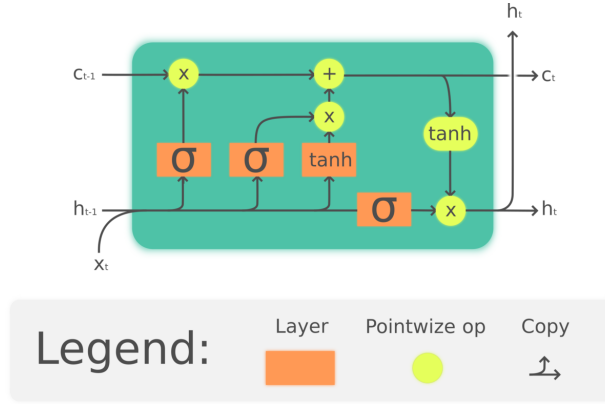 hₜ
cₜ₋₁ x + cₜ
x
tanh
σ σ tanh
hₜ₋₁ σ x hₜ
xₜ
Layer Pointwize op Copy
Legend: